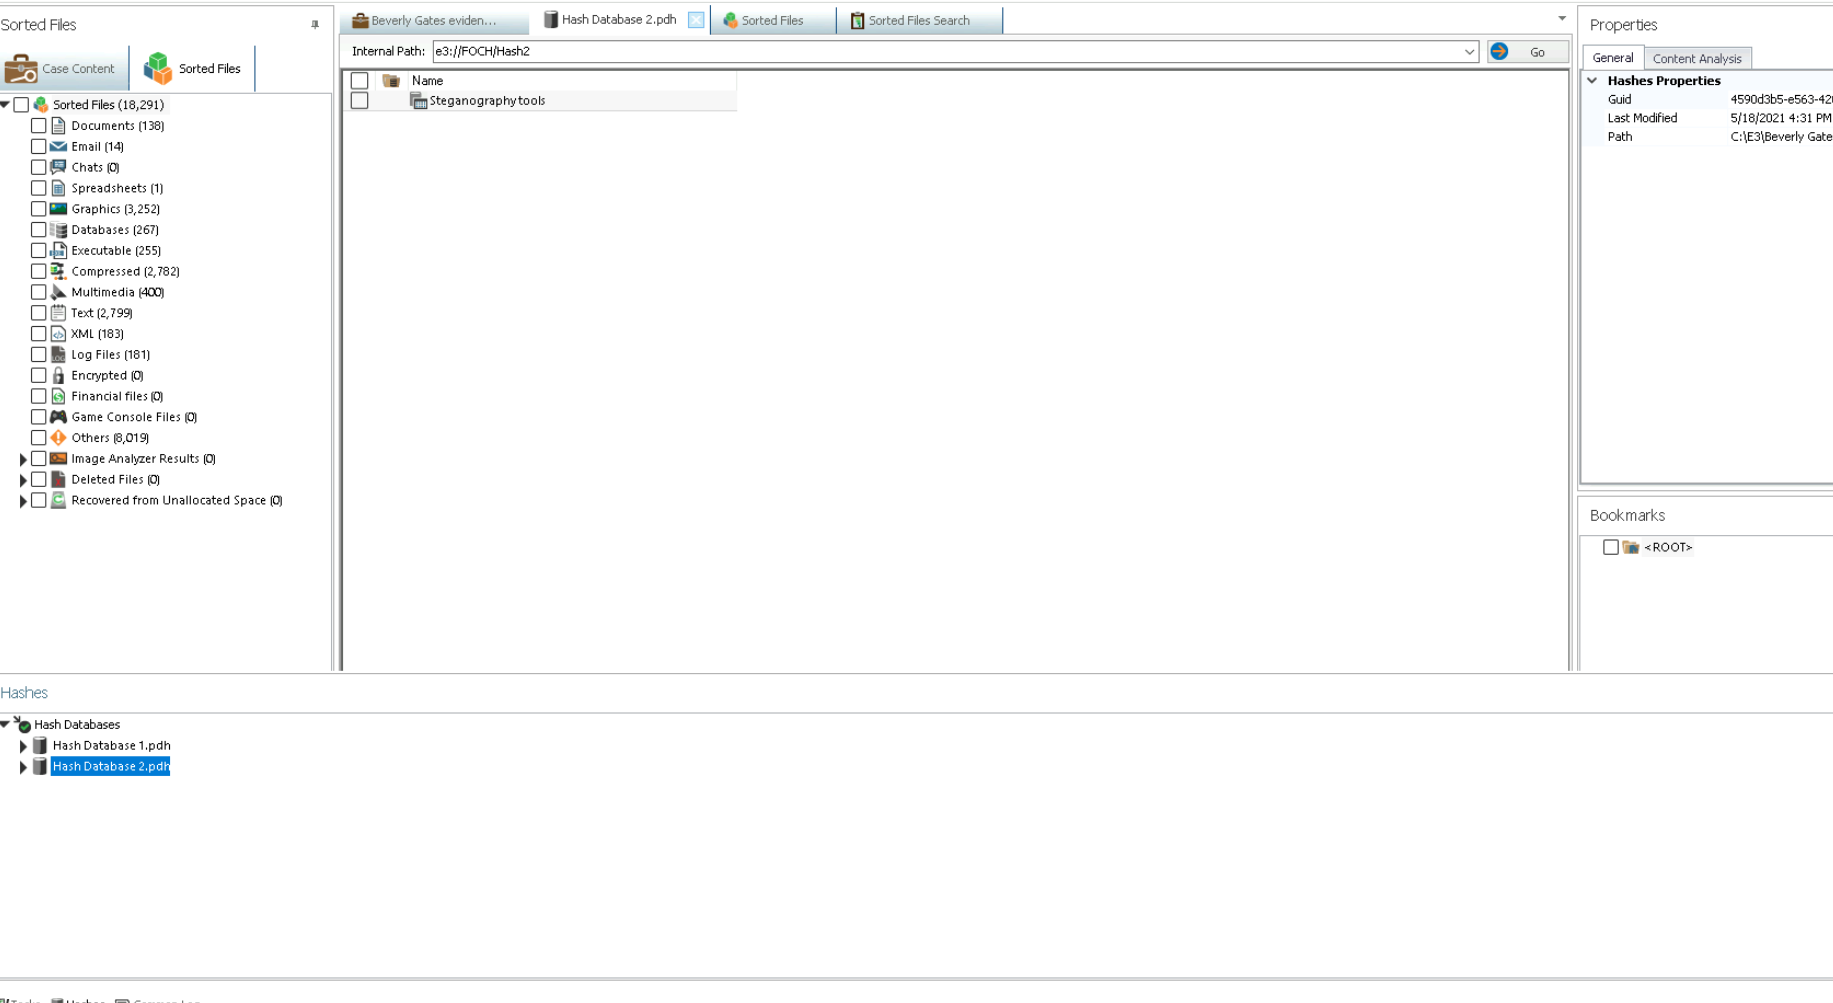 Sorted Files
Case Content
Sorted Files
Sorted Files (18,291)
Documents (138)
Email (14)
Chats (0)
Spreadsheets (1)
Graphics (3,252)
Databases (267)
Executable (255)
Compressed (2,782)
Multimedia (400)
Text (2,799)
XML (183)
Log Files (181)
Encrypted (0)
Financial files (0)
Game Console Files (0)
Others (8,019)
Image Analyzer Results (0)
Deleted Files (0)
Recovered from Unallocated Space (0)
Beverly Gates eviden...
Hash Database 2.pdh
Sorted Files
Sorted Files Search
Internal Path: e3://FOCH/Hash2
Go
Name
Steganography tools
Properties
General
Content Analysis
Hashes Properties
Guid 4590d3b5-e563-42
Last Modified 5/18/2021 4:31 PM
Path C:\E3\Beverly Gate
Bookmarks
<ROOT>
Hashes
Hash Databases
Hash Database 1.pdh
Hash Database 2.pdh